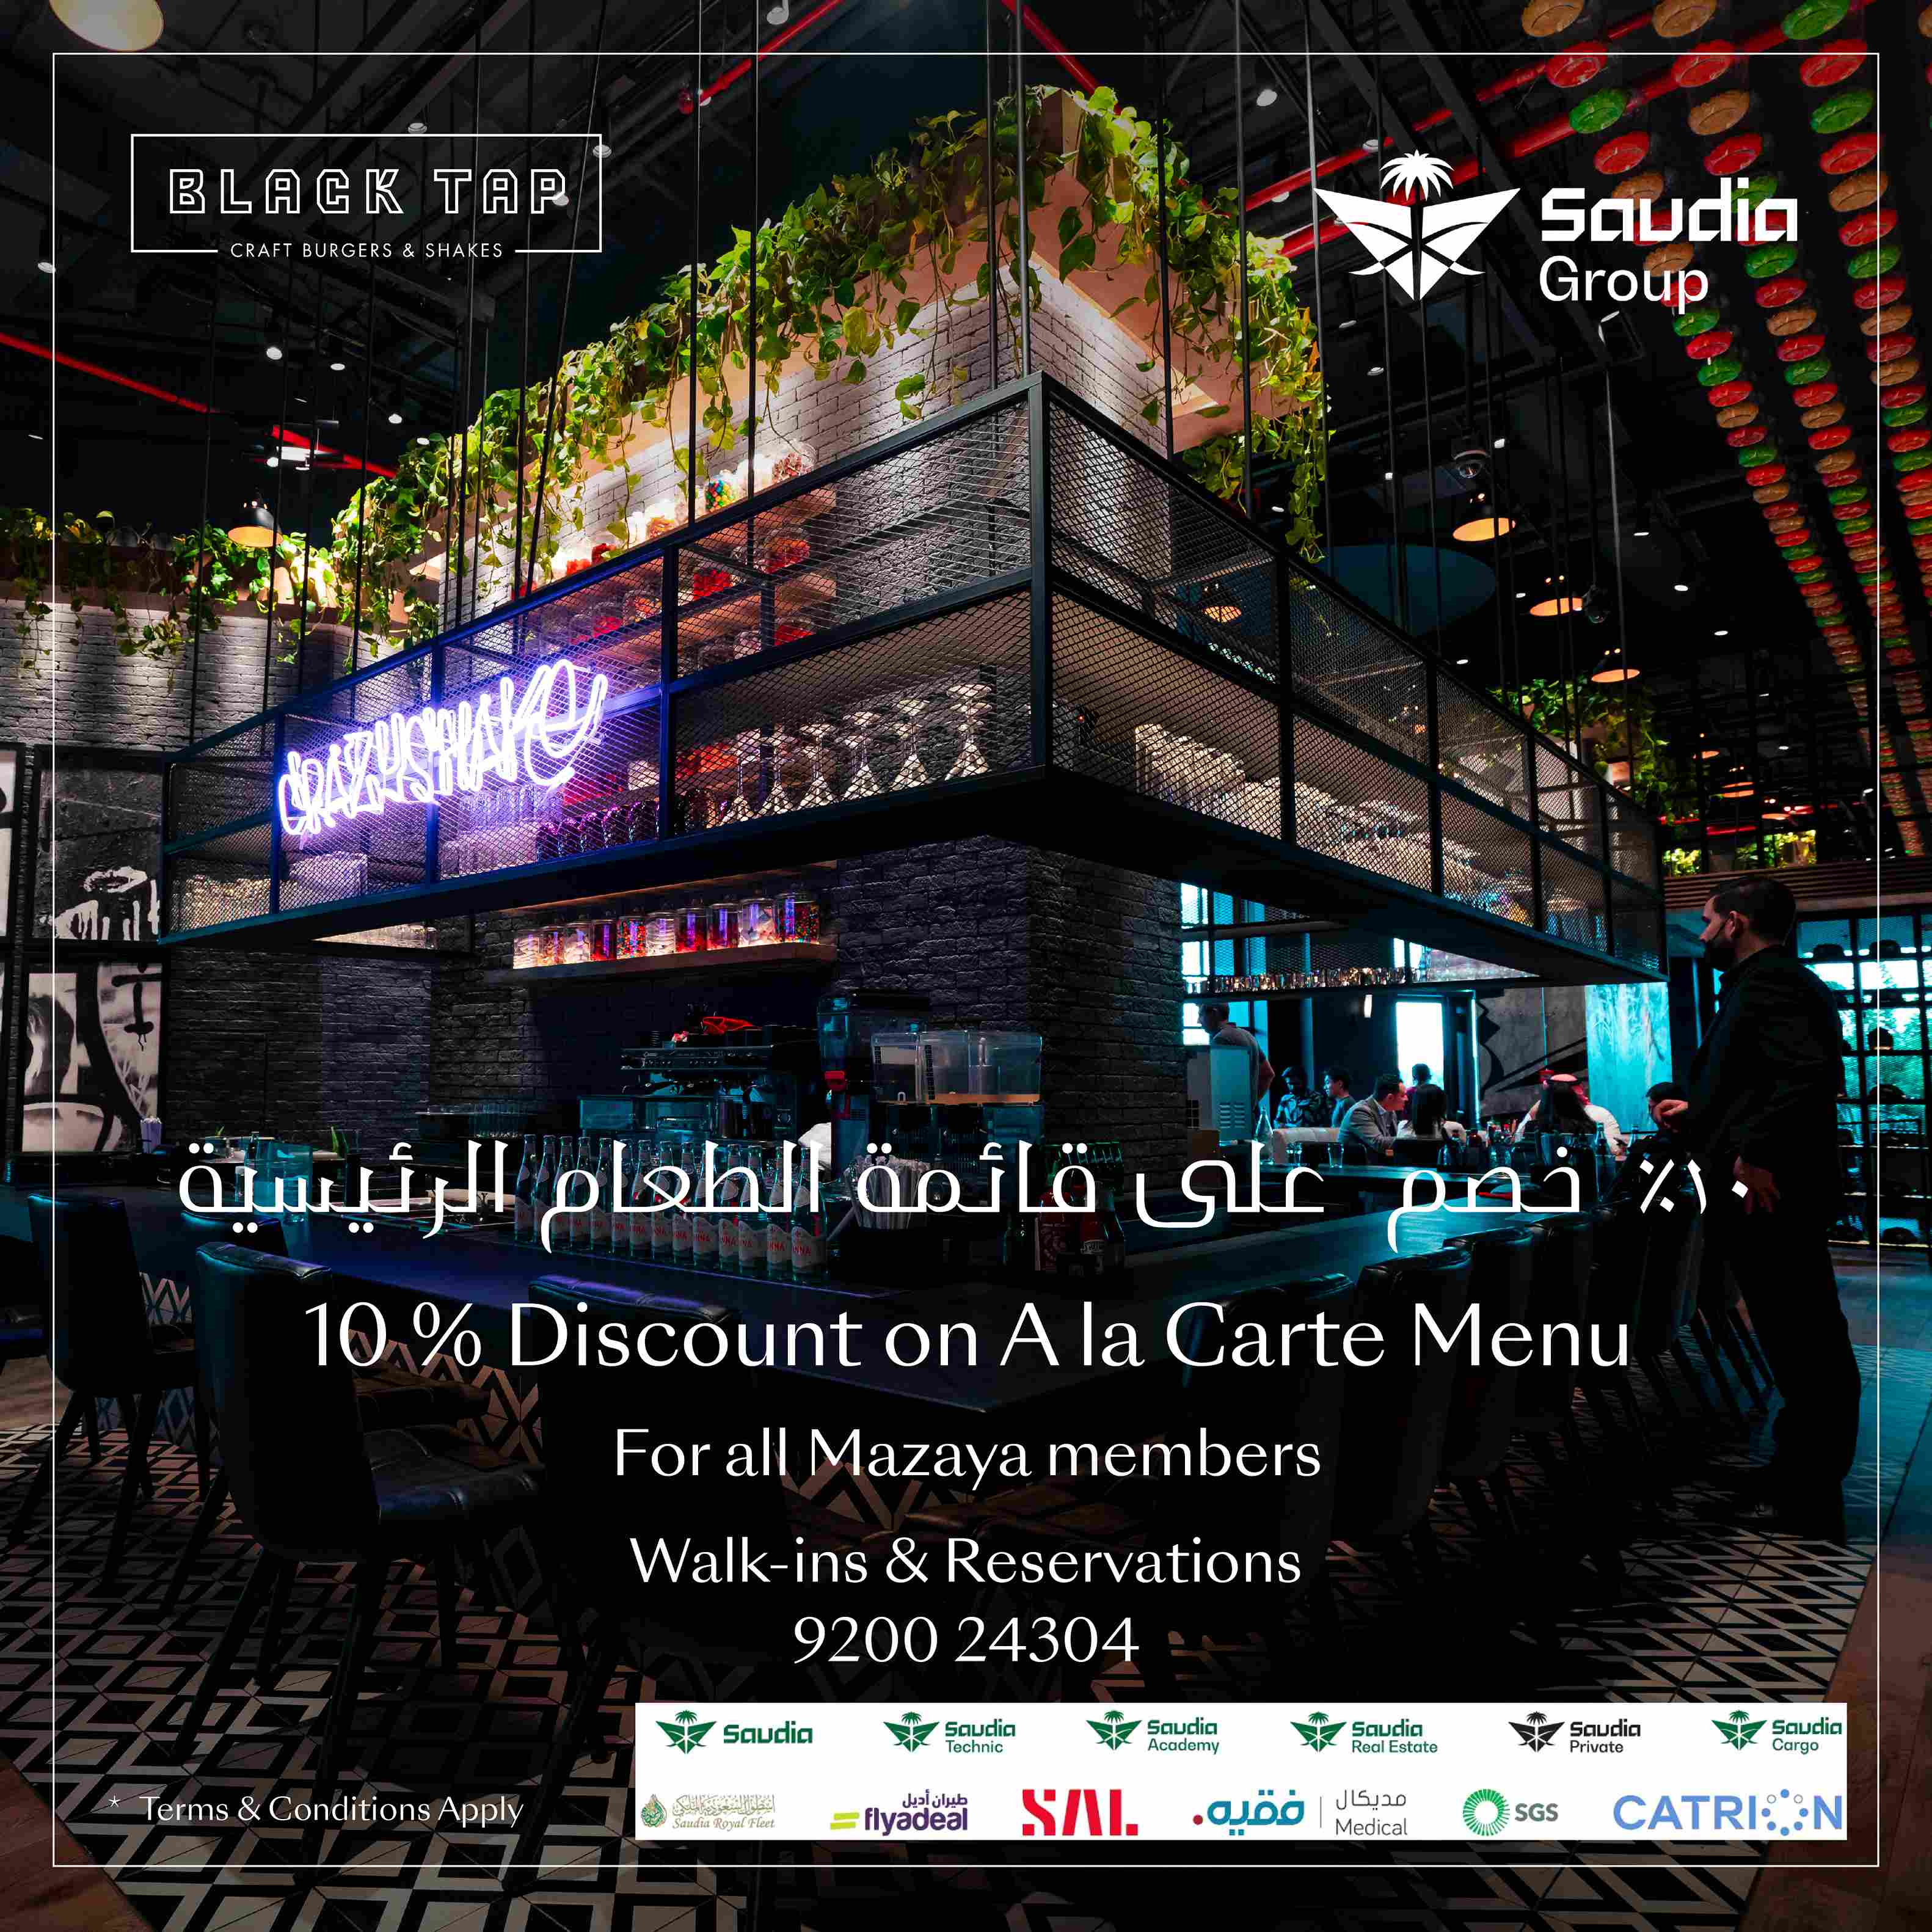 BLACK TAP
CRAFT BURGERS & SHAKES
Saudia
Group
CRAZYSHAKE
١٠٪ خصم على قائمة الطعام الرئيسية
10 % Discount on A la Carte Menu
For all Mazaya members
Walk-ins & Reservations
9200 24304
* Terms & Conditions Apply
Saudia
Saudia Technic
Saudia Academy
Saudia Real Estate
Saudia Private
Saudia Cargo
Saudia Royal Fleet
طيران أديل
flyadeal
SAL
فقيه.
مديكال
Medical
SGS
CATRION